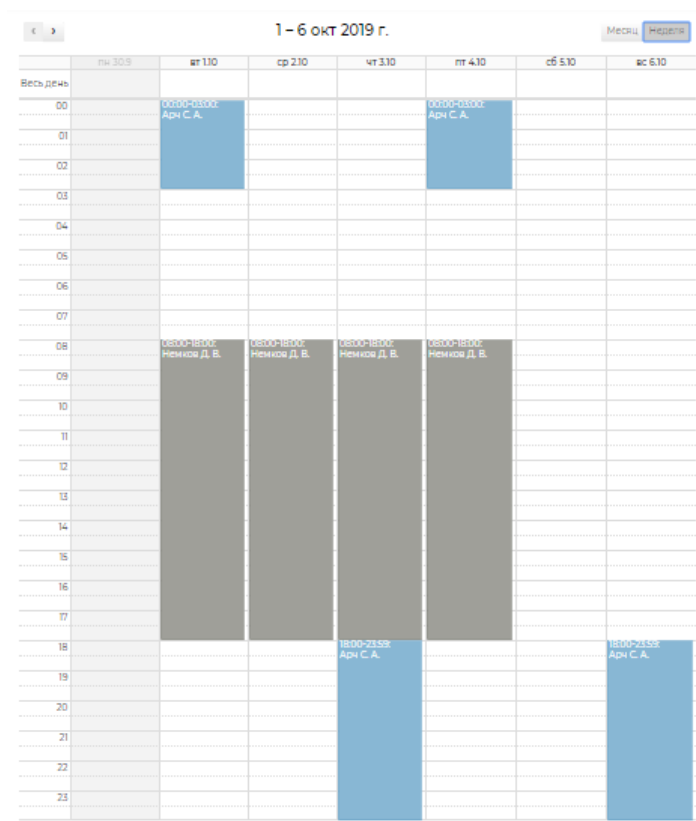 1 – 6 окт 2019 г.
Месяц Неделя
пн 30.9 вт 1.10 ср 2.10 чт 3.10 пт 4.10 сб 5.10 вс 6.10
Весь день
00 00:00-03:00: 00:00-03:00:
Арч С. А. Арч С. А.
01
02
03
04
05
06
07
08 08:00-18:00: 08:00-18:00: 08:00-18:00: 08:00-18:00:
Немков Д. В. Немков Д. В. Немков Д. В. Немков Д. В.
09
10
11
12
13
14
15
16
17
18 18:00-23:59: 18:00-23:59:
Арч С. А. Арч С. А.
19
20
21
22
23